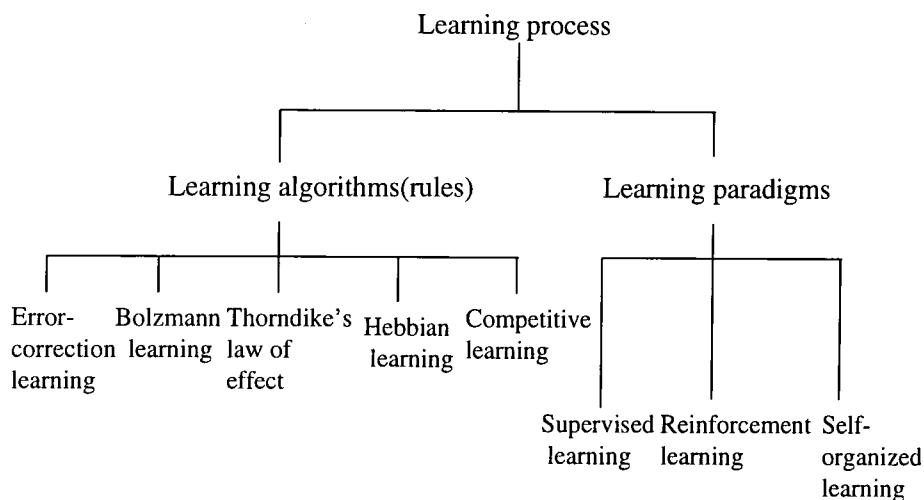 Learning process
Learning algorithms(rules)
Learning paradigms
Error-
correction
learning
Bolzmann
learning
Thorndike's
law of
effect
Hebbian
learning
Competitive
learning
Supervised
learning
Reinforcement
learning
Self-
organized
learning